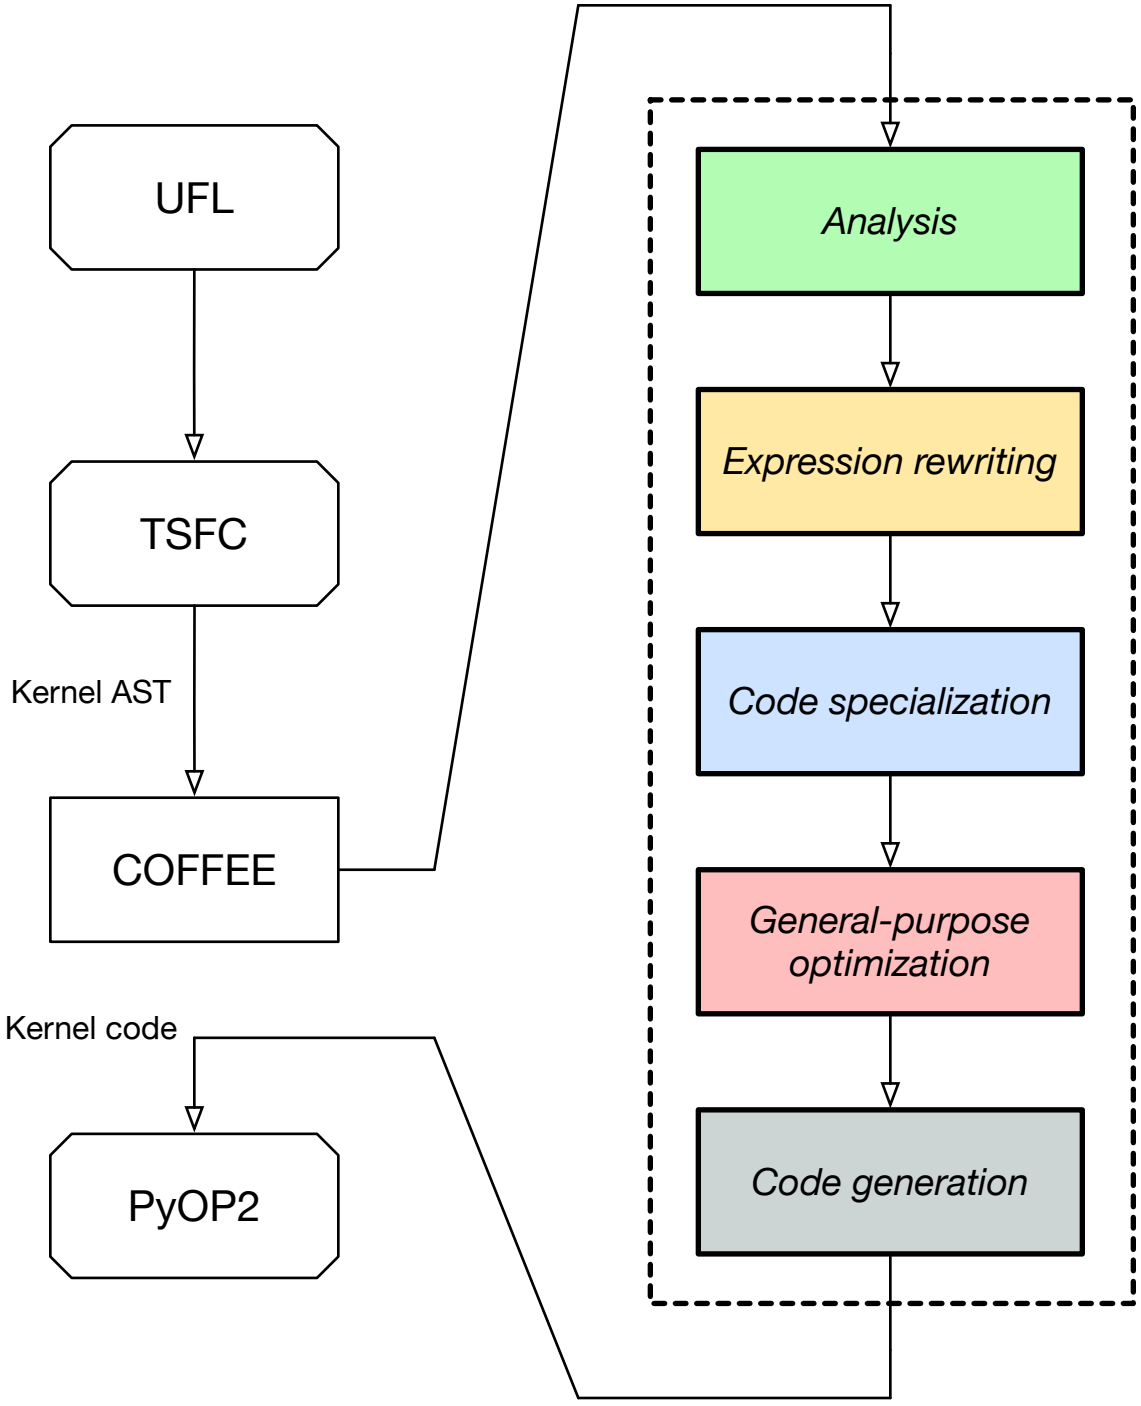 UFL
TSFC
Kernel AST
COFFEE
Kernel code
PyOP2
Analysis
Expression rewriting
Code specialization
General-purpose
optimization
Code generation